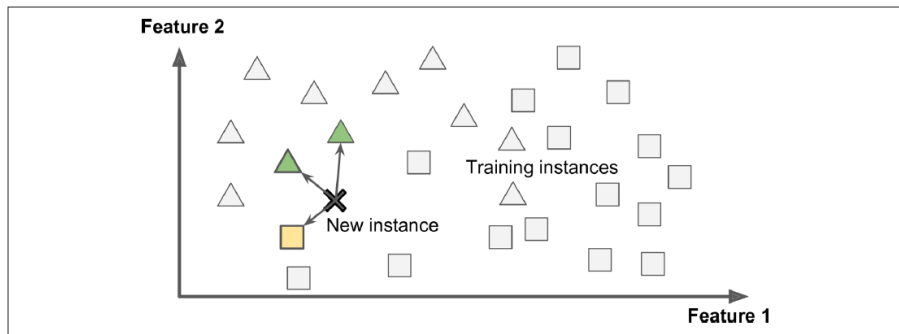 Feature 2
Training instances
New instance
Feature 1